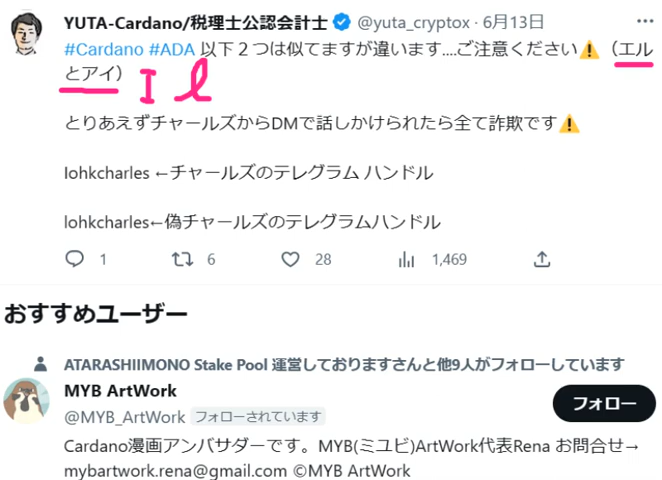 YUTA-Cardano/税理士公認会計士 @yuta_cryptox · 6月13日 ···
#Cardano #ADA 以下２つは似てますが違います....ご注意ください⚠️（エル
とアイ）
I l
とりあえずチャールズからDMで話しかけられたら全て詐欺です⚠️
Iohkcharles ←チャールズのテレグラム ハンドル
lohkcharles←偽チャールズのテレグラムハンドル
1 6 28 1,469
おすすめユーザー
ATARASHIIMONO Stake Pool 運営しておりますさんと他9人がフォローしています
MYB ArtWork
フォロー
@MYB_ArtWork フォローされています
Cardano漫画アンバサダーです。MYB(ミユビ)ArtWork代表Rena お問合せ→
mybartwork.rena@gmail.com ©MYB ArtWork